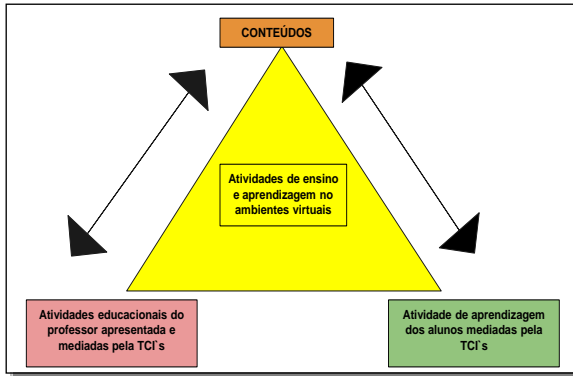 CONTEÚDOS
Atividades de ensino
e aprendizagem no
ambientes virtuais
Atividades educacionais do
professor apresentada e
mediadas pela TCI`s
Atividade de aprendizagem
dos alunos mediadas pela
TCI`s